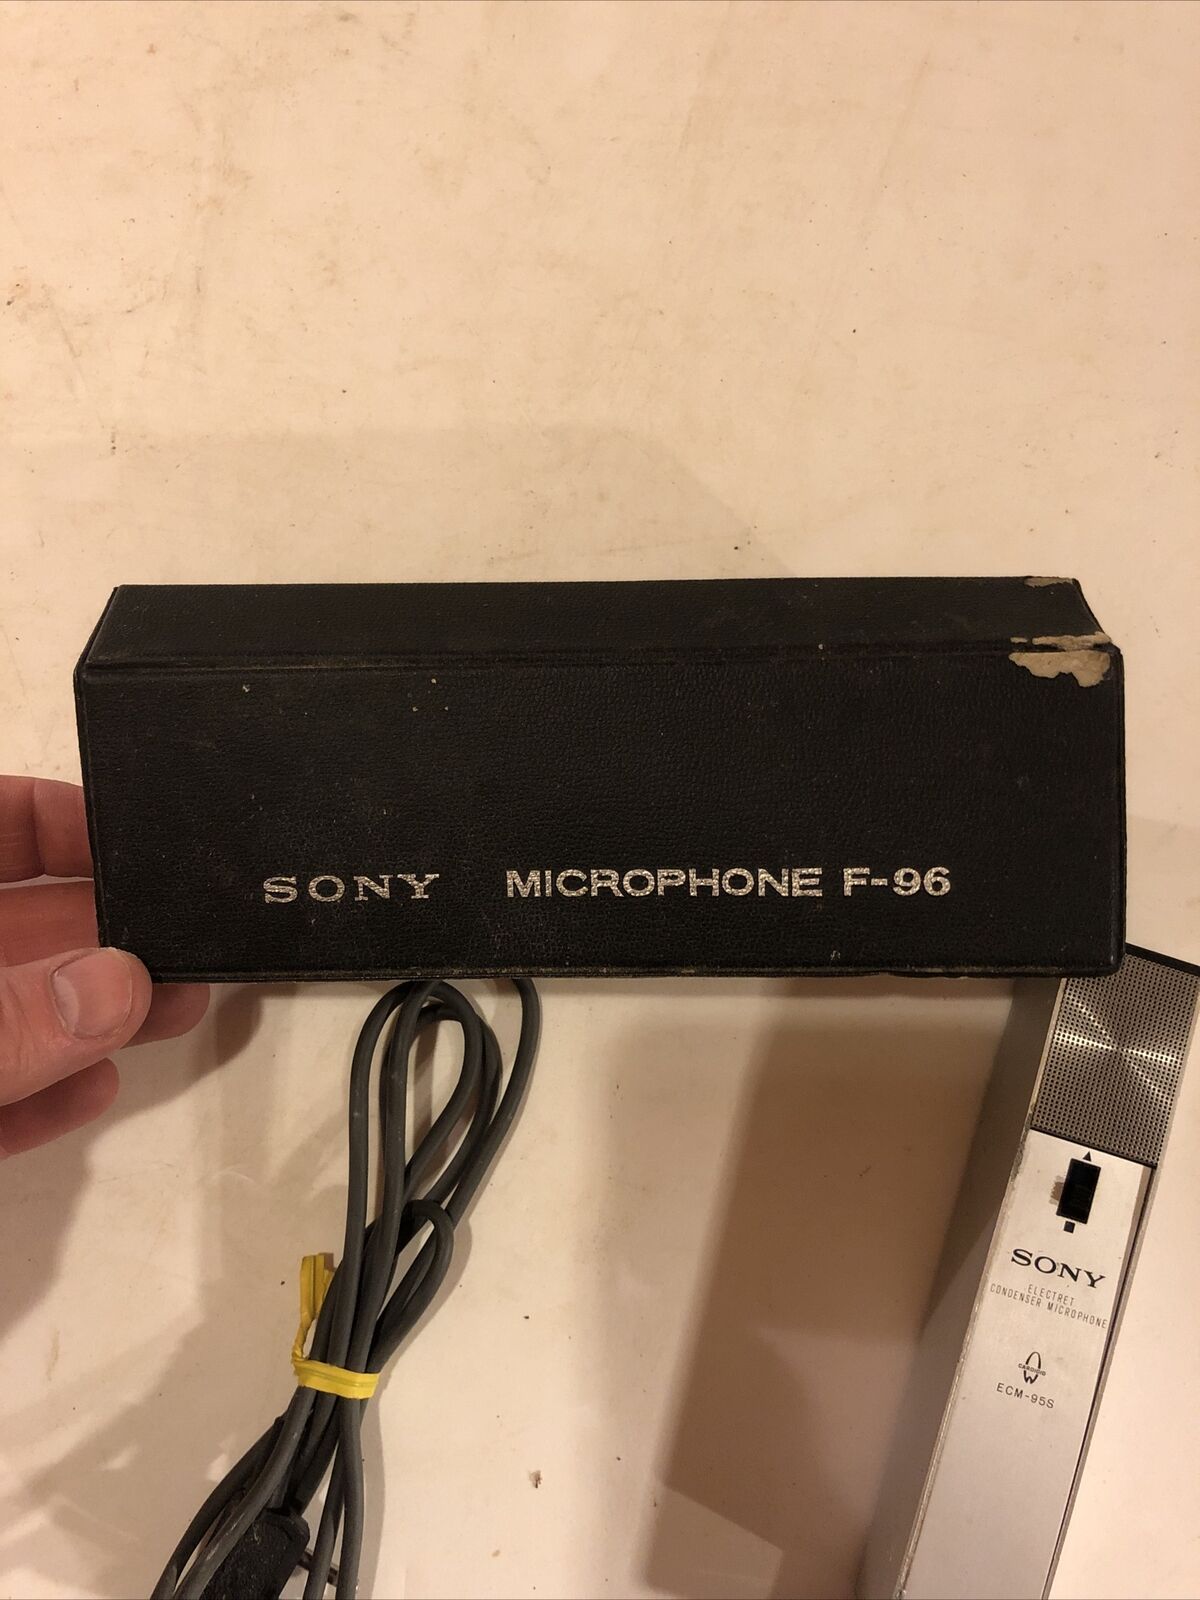 SONY MICROPHONE F-96
SONY
ELECTRET
CONDENSER MICROPHONE
CARDIOID
ECM-95S